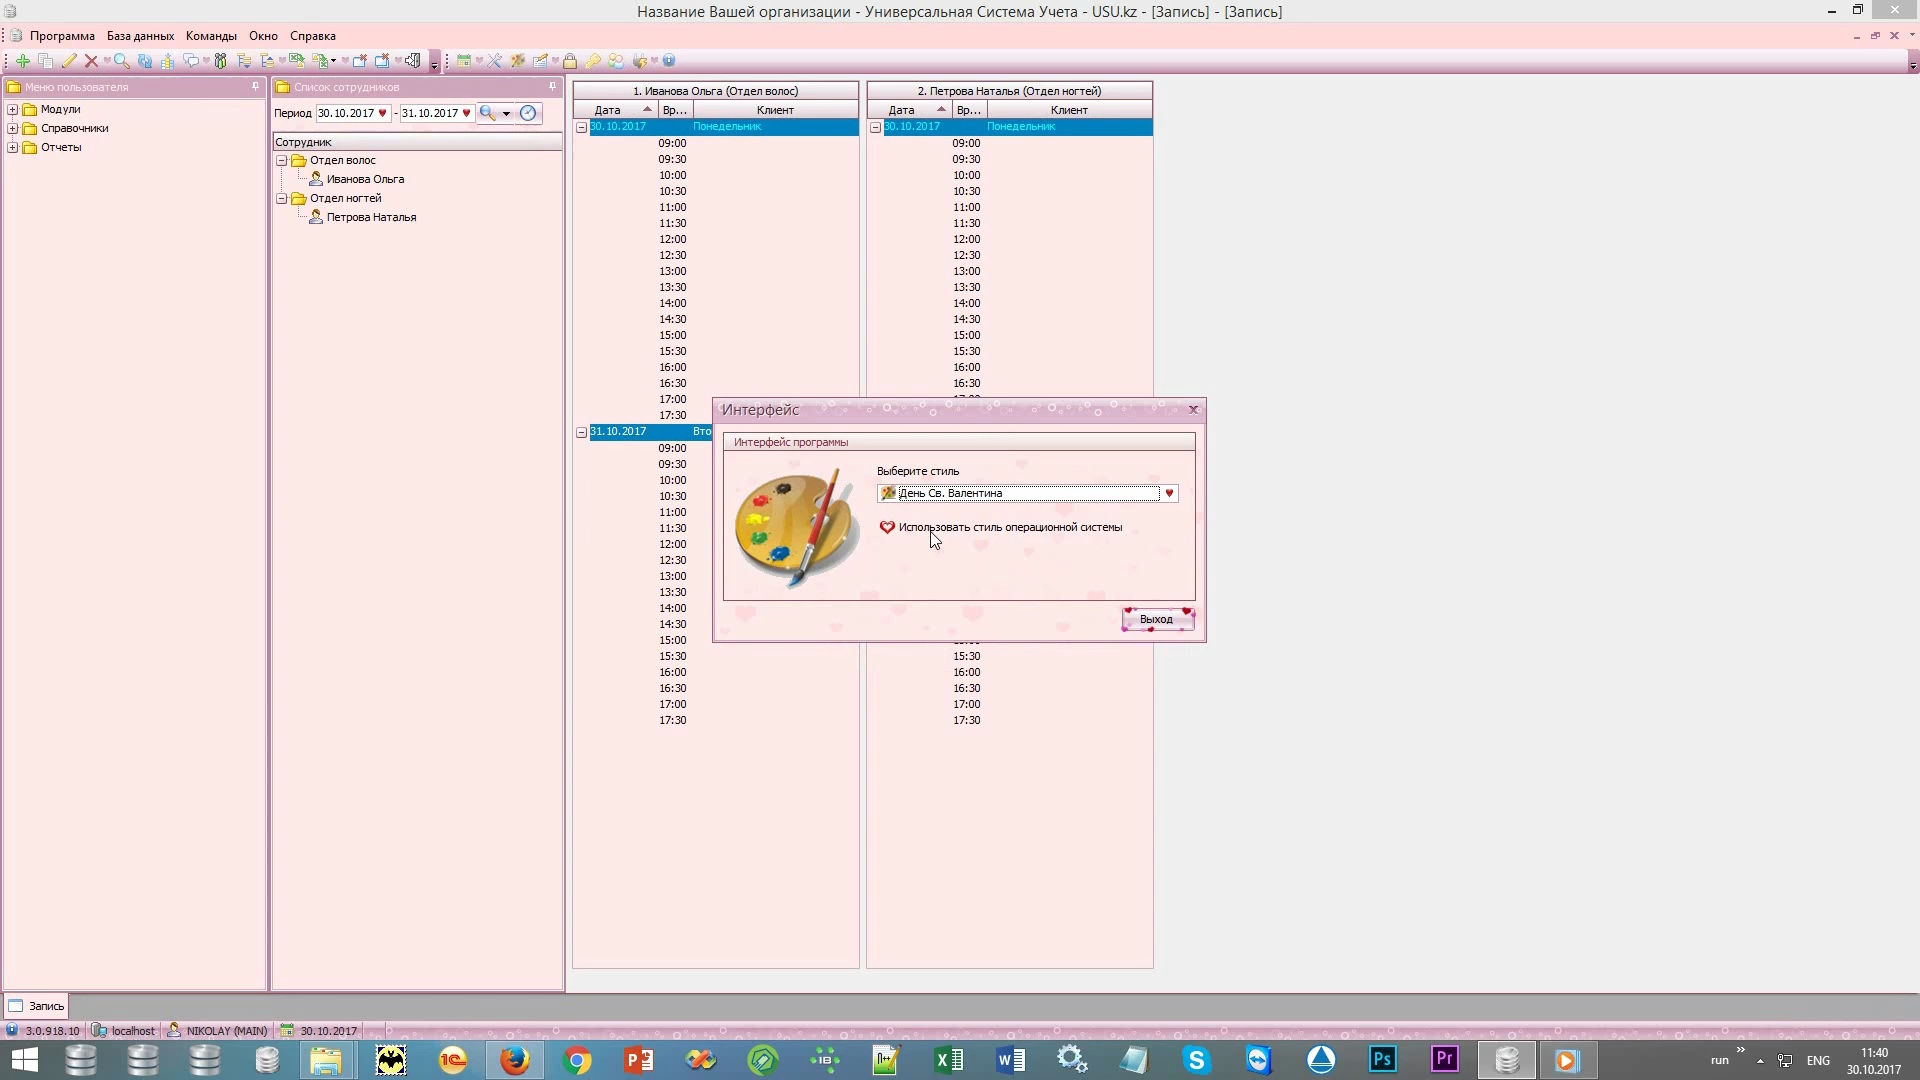 Название Вашей организации - Универсальная Система Учета - USU.kz - [Запись] - [Запись]
Программа База данных Команды Окно Справка
Меню пользователя
Модули
Справочники
Отчеты
Список сотрудников
Период 30.10.2017 - 31.10.2017
Сотрудник
Отдел волос
Иванова Ольга
Отдел ногтей
Петрова Наталья
1. Иванова Ольга (Отдел волос)
Дата Вр... Клиент
30.10.2017 Понедельник
09:00
09:30
10:00
10:30
11:00
11:30
12:00
12:30
13:00
13:30
14:00
14:30
15:00
15:30
16:00
16:30
17:00
17:30
31.10.2017 Вто
09:00
09:30
10:00
10:30
11:00
11:30
12:00
12:30
13:00
13:30
14:00
14:30
15:00
15:30
16:00
16:30
17:00
17:30
2. Петрова Наталья (Отдел ногтей)
Дата Вр... Клиент
30.10.2017 Понедельник
09:00
09:30
10:00
10:30
11:00
11:30
12:00
12:30
13:00
13:30
14:00
14:30
15:00
15:30
16:00
16:30
15:30
16:00
16:30
17:00
17:30
Интерфейс
Интерфейс программы
Выберите стиль
День Св. Валентина
Использовать стиль операционной системы
Выход
Запись
3.0.918.10 localhost NIKOLAY (MAIN) 30.10.2017
run ENG
11:40
30.10.2017